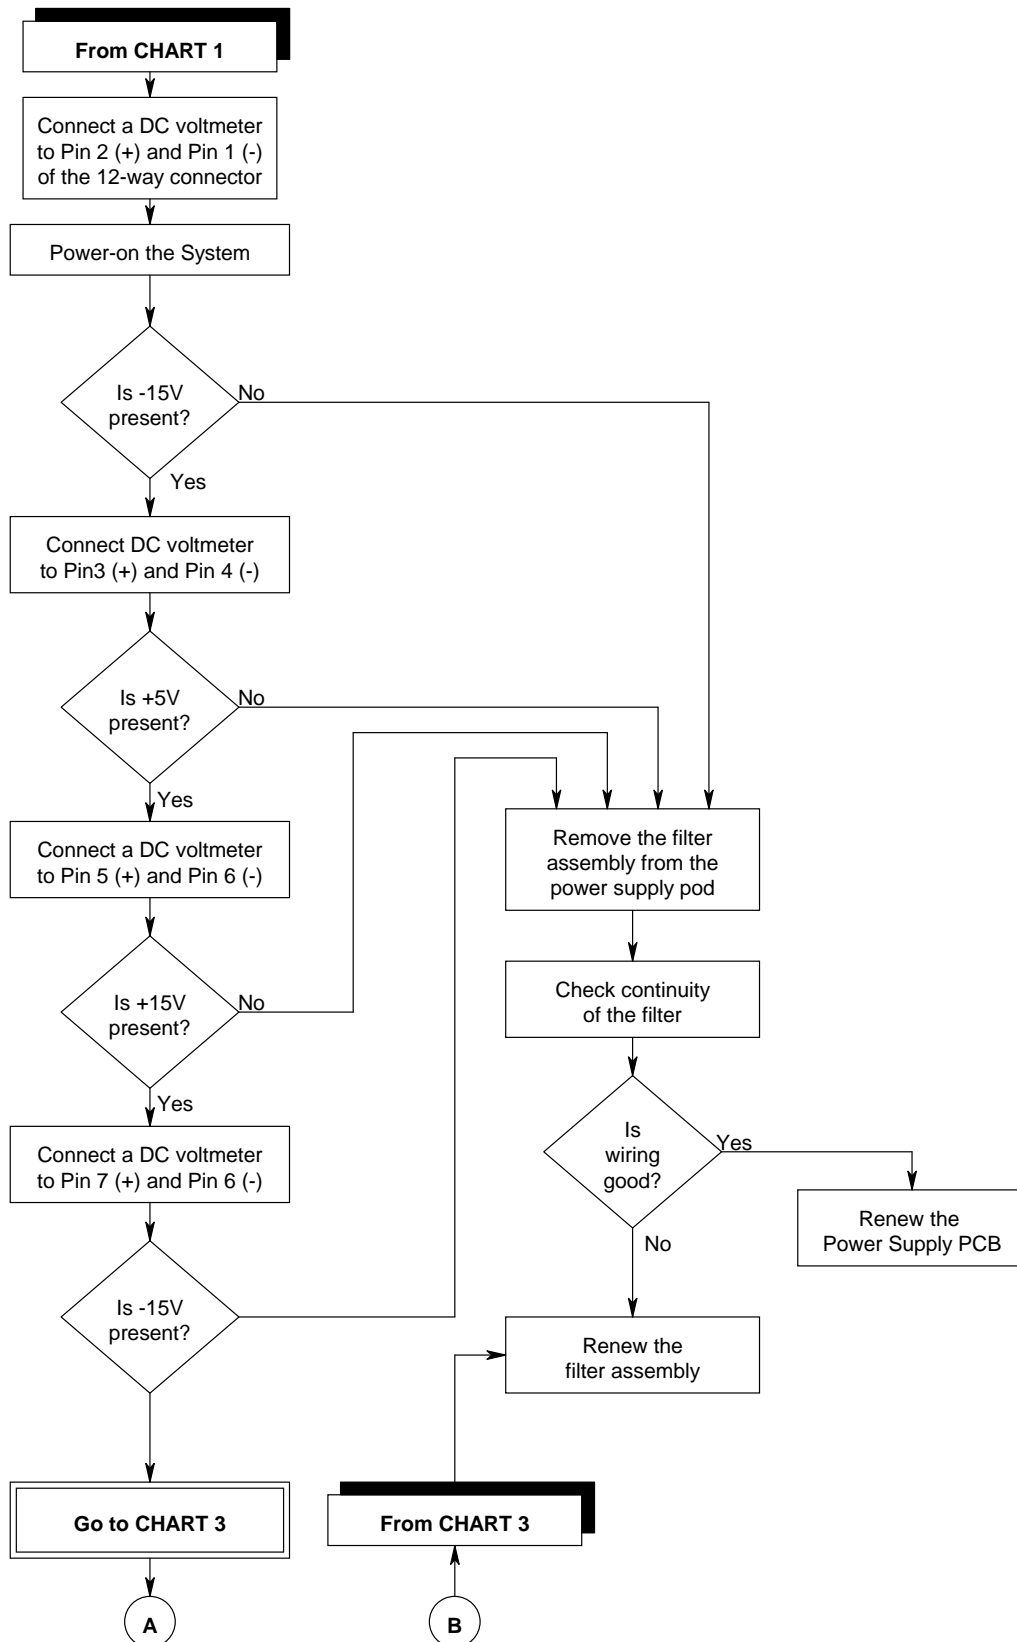 From CHART 1
Connect a DC voltmeter
to Pin 2 (+) and Pin 1 (-)
of the 12-way connector
Power-on the System
Is -15V
present?
No
Yes
Connect DC voltmeter
to Pin3 (+) and Pin 4 (-)
Is +5V
present?
No
Yes
Connect a DC voltmeter
to Pin 5 (+) and Pin 6 (-)
Is +15V
present?
No
Yes
Connect a DC voltmeter
to Pin 7 (+) and Pin 6 (-)
Is -15V
present?
Go to CHART 3
A
Remove the filter
assembly from the
power supply pod
Check continuity
of the filter
Is
wiring
good?
Yes
No
Renew the
Power Supply PCB
Renew the
filter assembly
From CHART 3
B